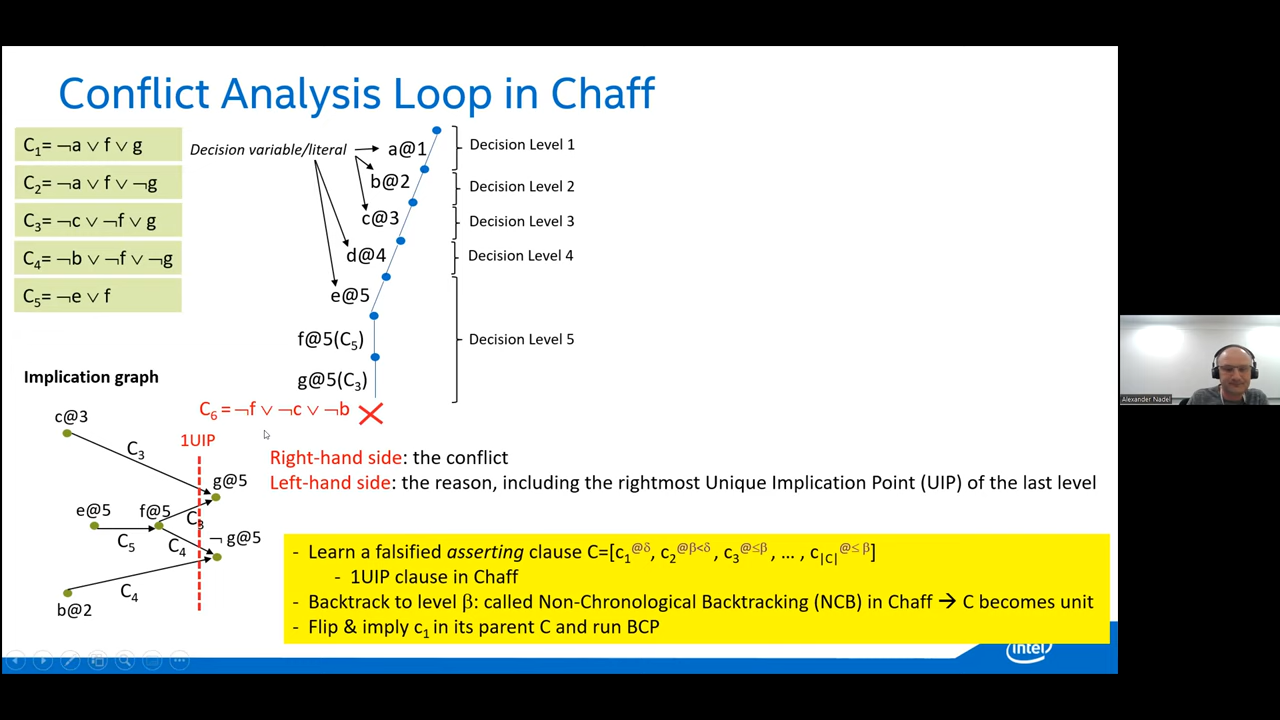 Conflict Analysis Loop in Chaff
C1= ¬a ∨ f ∨ g
C2= ¬a ∨ f ∨ ¬g
C3= ¬c ∨ ¬f ∨ g
C4= ¬b ∨ ¬f ∨ ¬g
C5= ¬e ∨ f
Decision variable/literal
a@1
b@2
c@3
d@4
e@5
f@5(C5)
g@5(C3)
Decision Level 1
Decision Level 2
Decision Level 3
Decision Level 4
Decision Level 5
C6 = ¬f ∨ ¬c ∨ ¬b
Implication graph
c@3
C3
1UIP
g@5
e@5
f@5
C3
C5
C4
¬ g@5
C4
b@2
Right-hand side: the conflict
Left-hand side: the reason, including the rightmost Unique Implication Point (UIP) of the last level
- Learn a falsified asserting clause C=[c1@δ, c2@β<δ , c3@≤β , … , c|C|@≤ β]
- 1UIP clause in Chaff
- Backtrack to level β: called Non-Chronological Backtracking (NCB) in Chaff → C becomes unit
- Flip & imply c1 in its parent C and run BCP
intel
Alexander Nadel